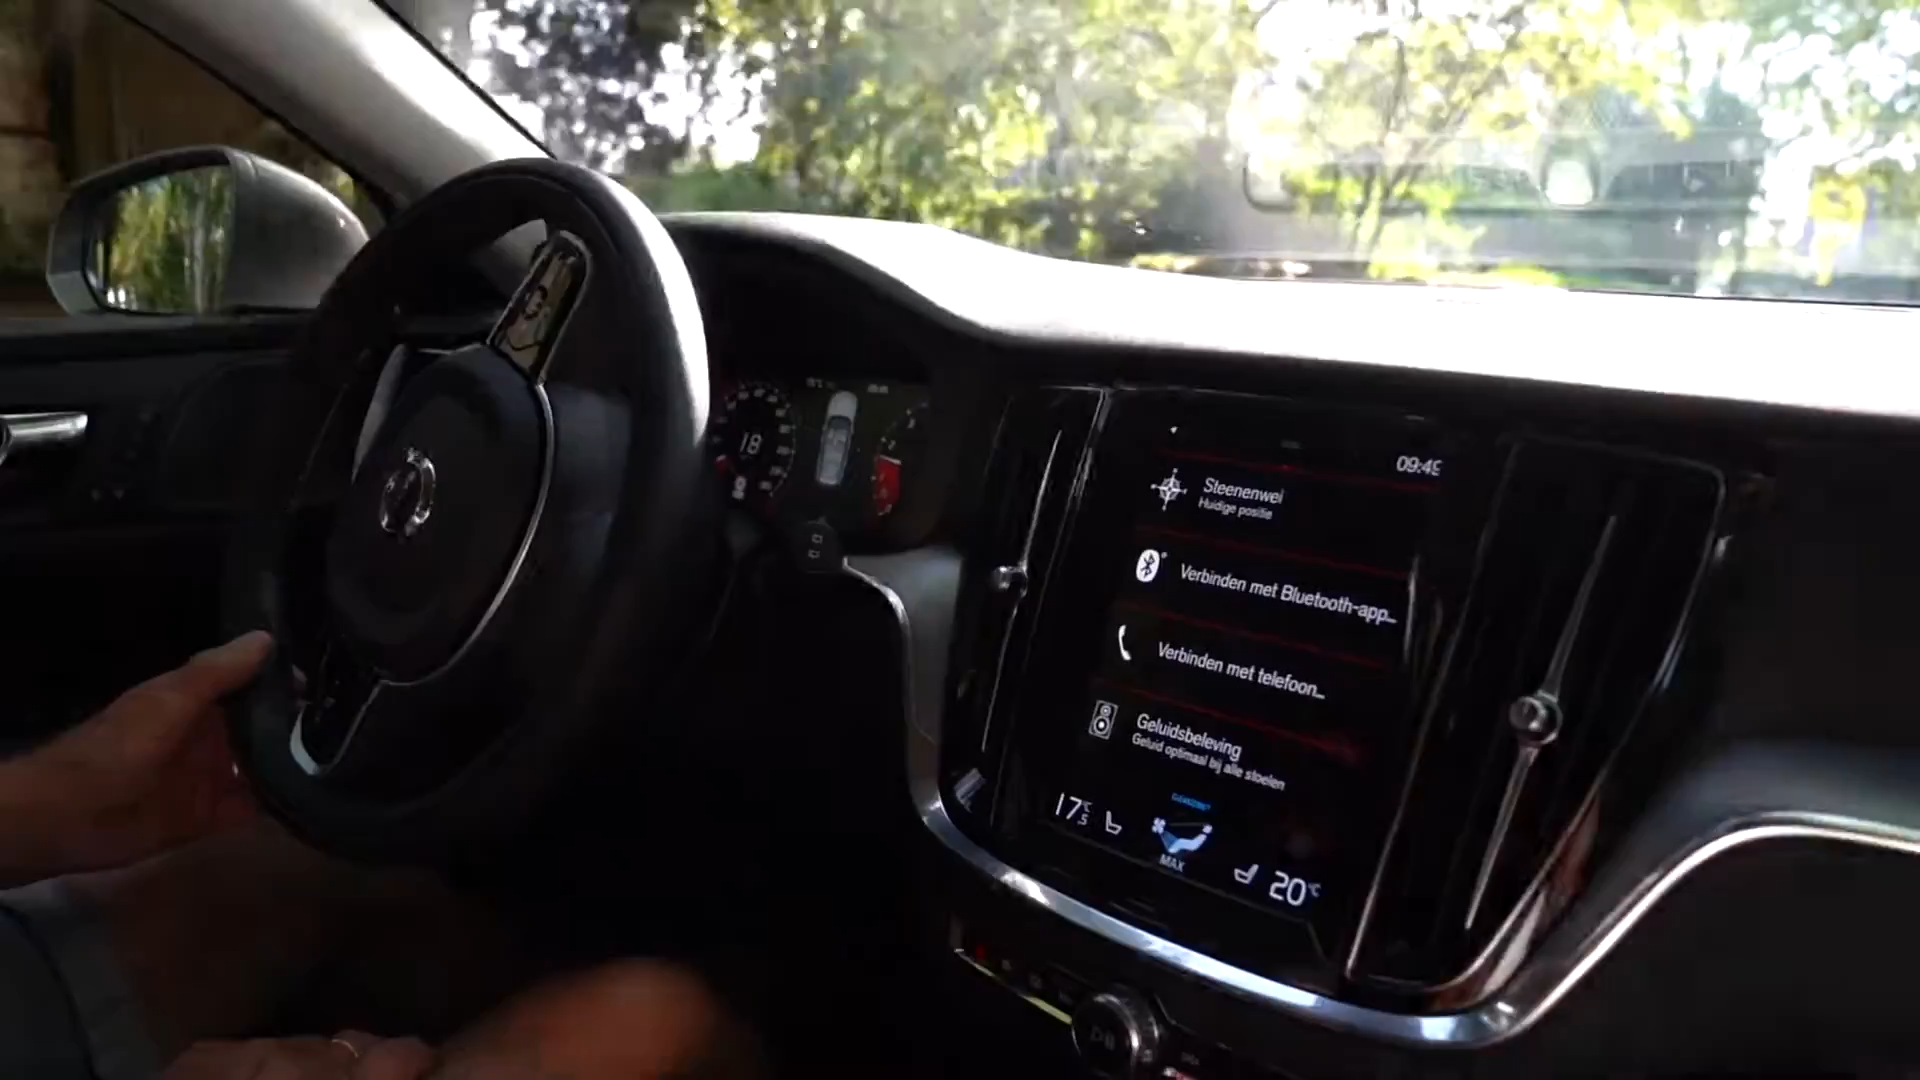 18
09:49
Steenenwei
Huidige positie
Verbinden met Bluetooth-app...
Verbinden met telefoon...
Geluidsbeleving
Geluid optimaal bij alle stoelen
17.5°C
MAX
20°C